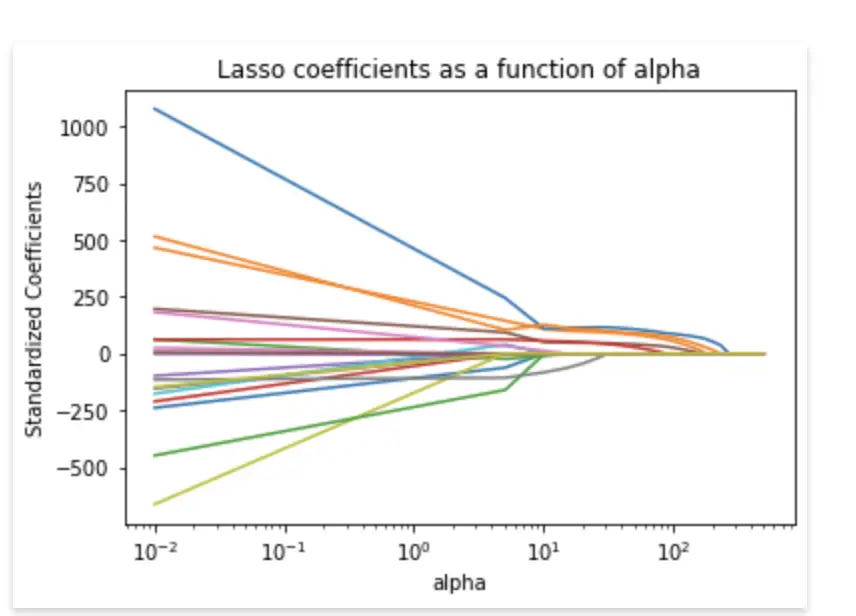 Lasso coefficients as a function of alpha
Standardized Coefficients
1000
750
500
250
0
−250
−500
10⁻² 10⁻¹ 10⁰ 10¹ 10²
alpha